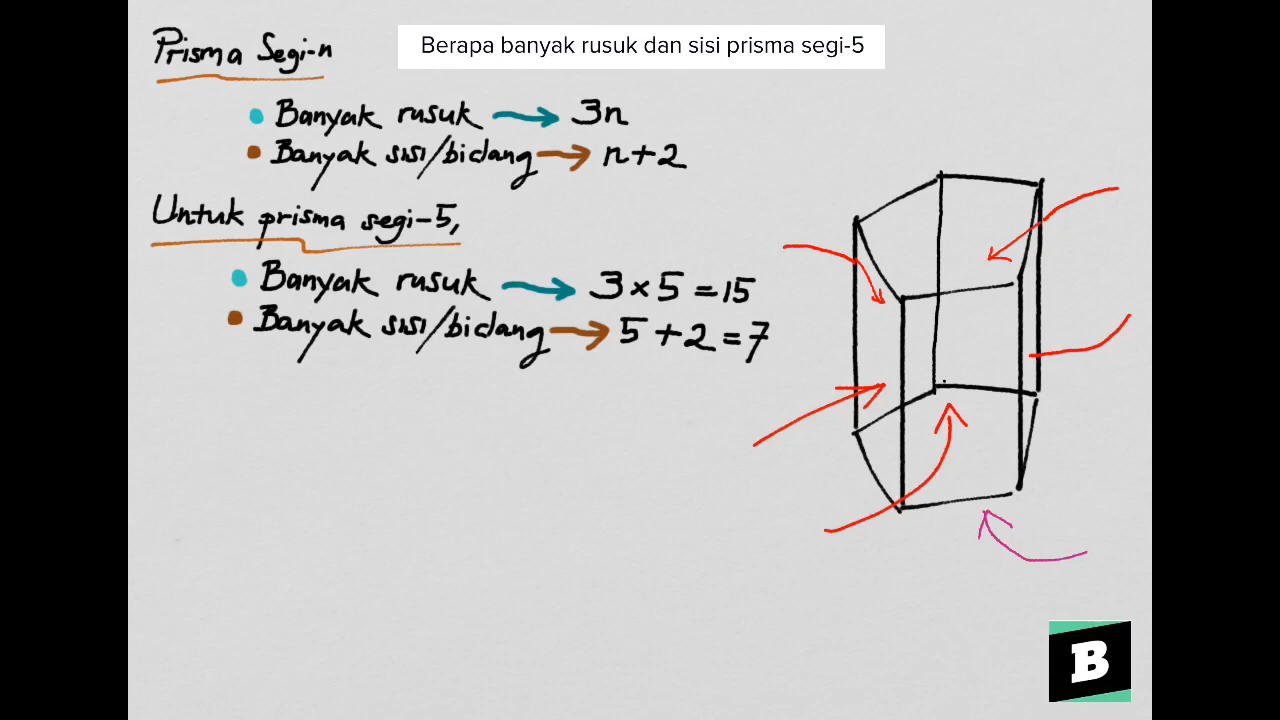 Berapa banyak rusuk dan sisi prisma segi-5
Prisma Segi-n
Banyak rusuk → 3n
Banyak sisi/bidang → n+2
Untuk prisma segi-5,
Banyak rusuk → 3 × 5 = 15
Banyak sisi/bidang → 5 + 2 = 7
B